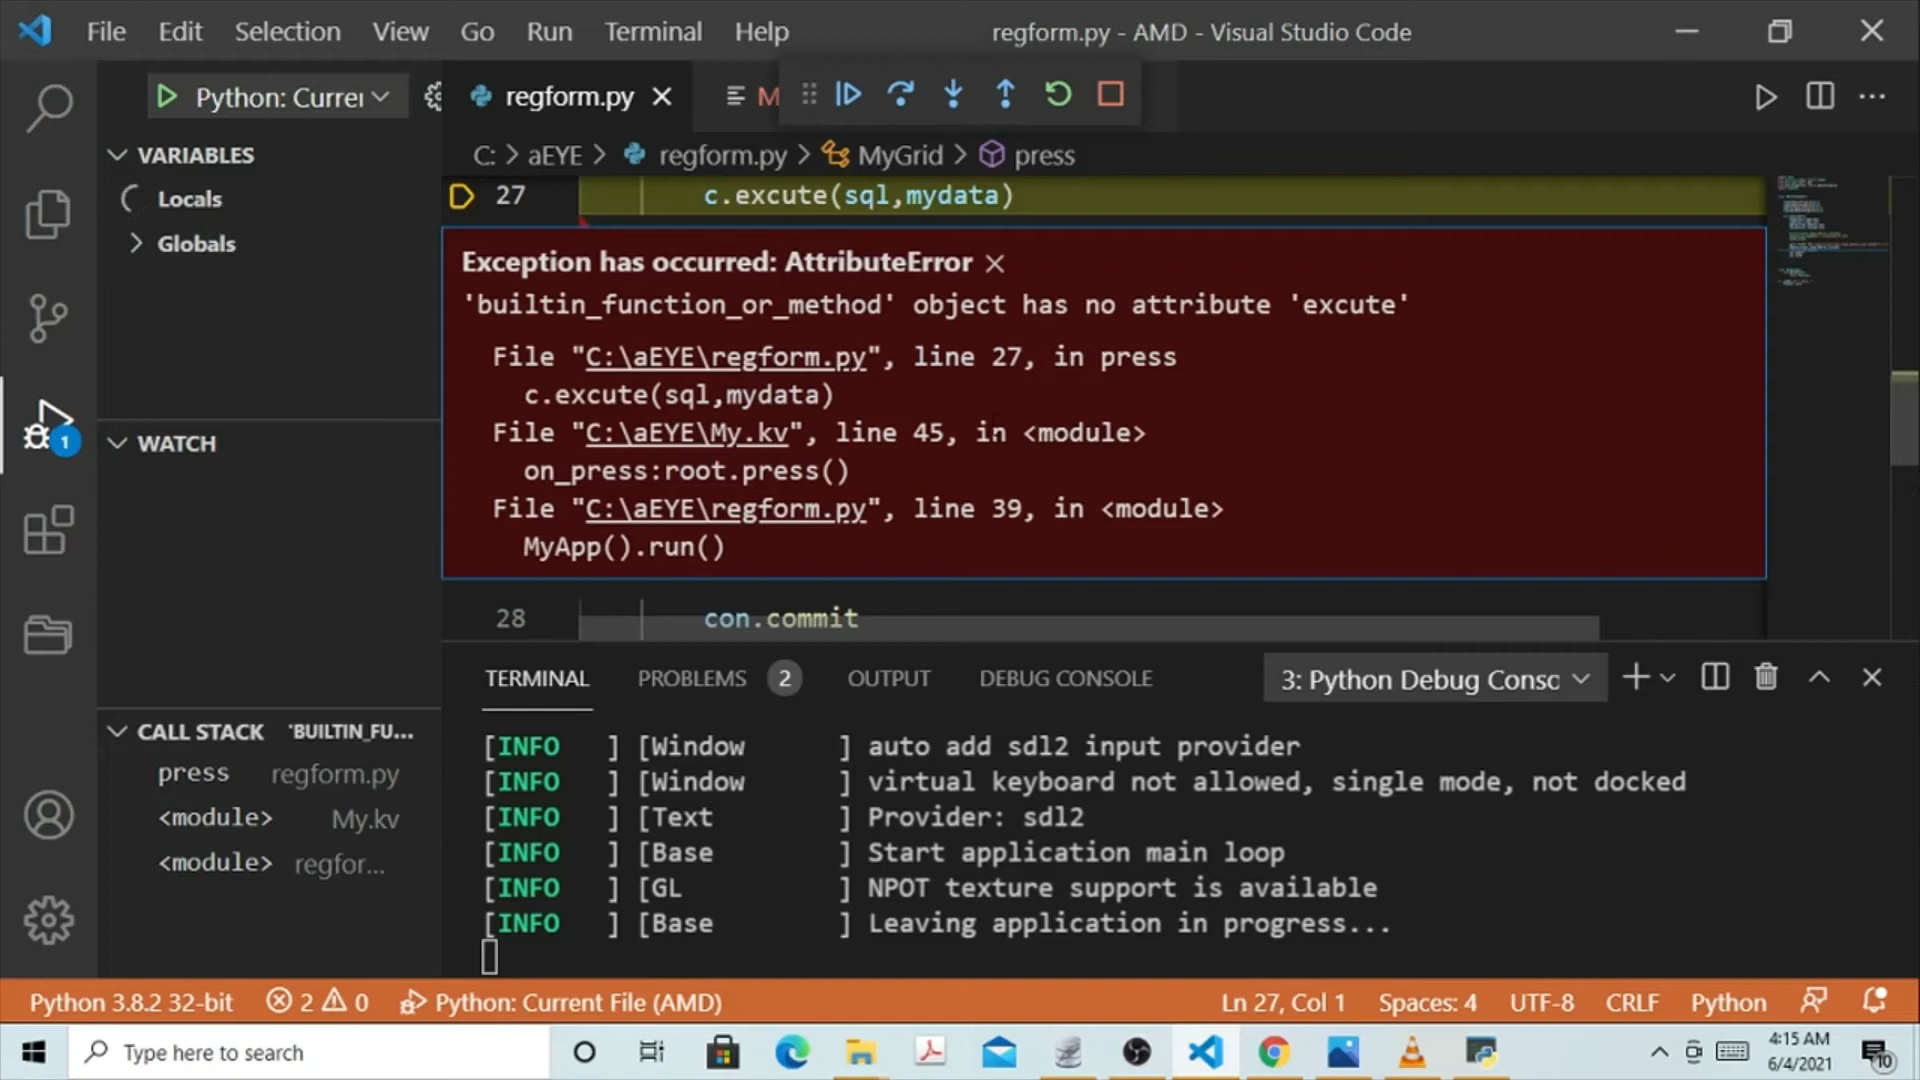 File Edit Selection View Go Run Terminal Help regform.py - AMD - Visual Studio Code
Python: Currer
regform.py
M
VARIABLES
Locals
Globals
WATCH
CALL STACK 'BUILTIN_FU...
press regform.py
<module> My.kv
<module> regfor...
C: > aEYE > regform.py > MyGrid > press
27 c.excute(sql,mydata)
Exception has occurred: AttributeError
'builtin_function_or_method' object has no attribute 'excute'
File "C:\aEYE\regform.py", line 27, in press
c.excute(sql,mydata)
File "C:\aEYE\My.kv", line 45, in <module>
on_press:root.press()
File "C:\aEYE\regform.py", line 39, in <module>
MyApp().run()
28 con.commit
TERMINAL PROBLEMS 2 OUTPUT DEBUG CONSOLE 3: Python Debug Consc
[INFO ] [Window ] auto add sdl2 input provider
[INFO ] [Window ] virtual keyboard not allowed, single mode, not docked
[INFO ] [Text ] Provider: sdl2
[INFO ] [Base ] Start application main loop
[INFO ] [GL ] NPOT texture support is available
[INFO ] [Base ] Leaving application in progress...
1
Python 3.8.2 32-bit 2 0 Python: Current File (AMD) Ln 27, Col 1 Spaces: 4 UTF-8 CRLF Python
Type here to search
4:15 AM
6/4/2021
10